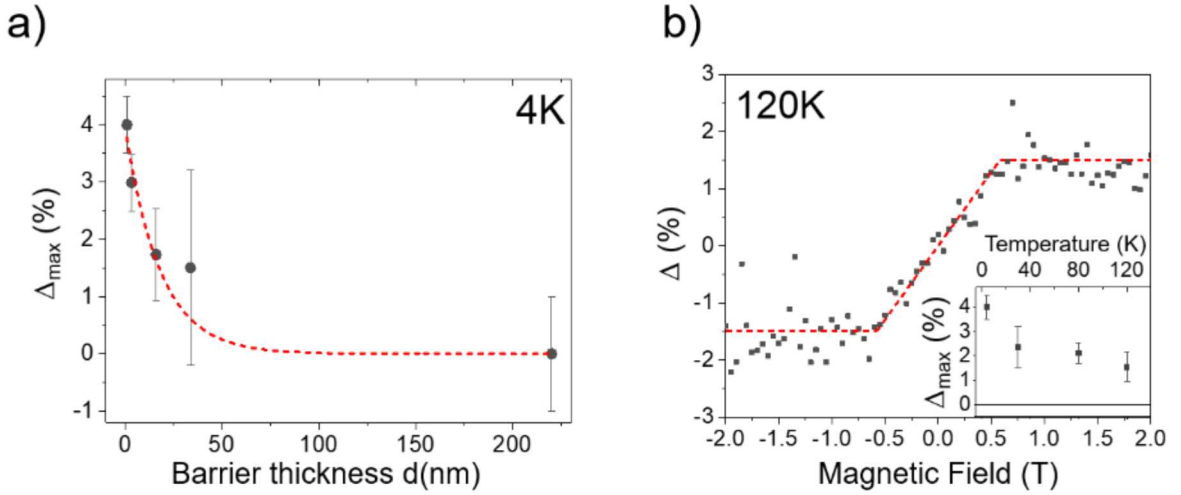 a)
4K
4
3
2
1
0
-1
Δmax (%)
0 50 100 150 200
Barrier thickness d(nm)
b)
120K
3
2
1
0
-1
-2
-3
Δ (%)
-2.0 -1.5 -1.0 -0.5 0.0 0.5 1.0 1.5 2.0
Magnetic Field (T)
Temperature (K)
0 40 80 120
4
3
2
1
0
Δmax (%)